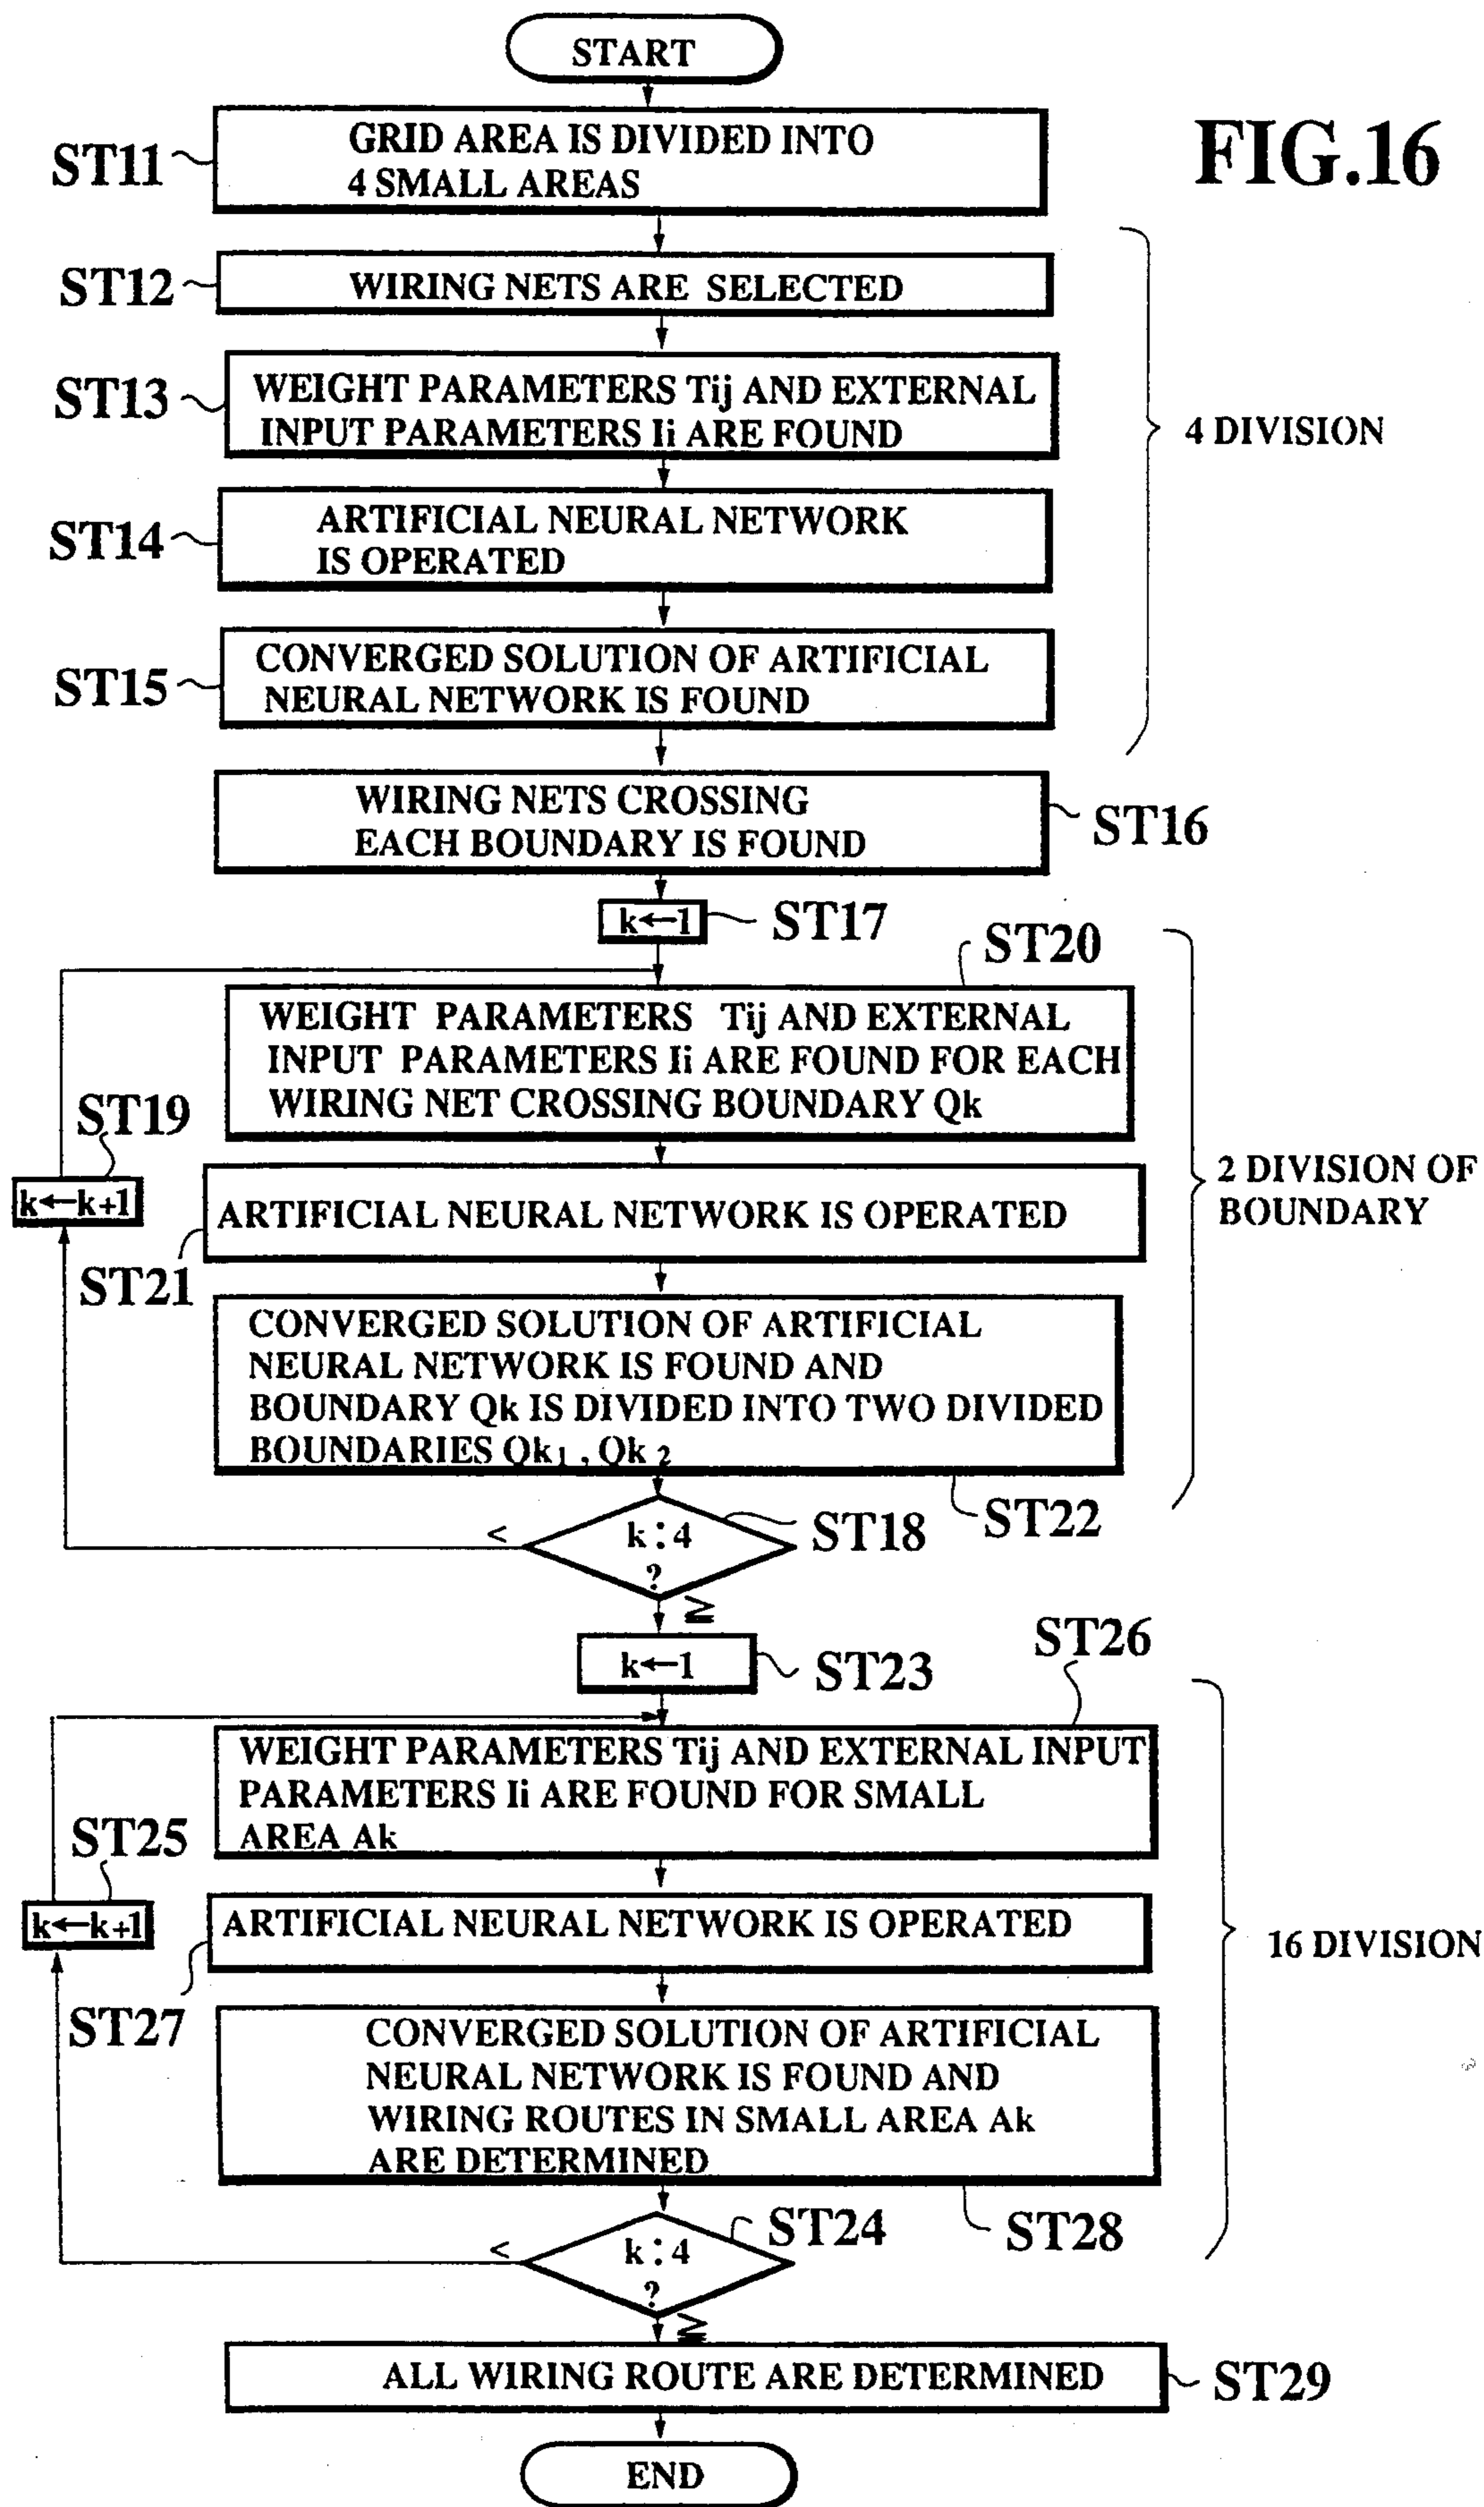 START
FIG.16
ST11
GRID AREA IS DIVIDED INTO
4 SMALL AREAS
ST12
WIRING NETS ARE SELECTED
ST13
WEIGHT PARAMETERS Tij AND EXTERNAL
INPUT PARAMETERS Ii ARE FOUND
4 DIVISION
ST14
ARTIFICIAL NEURAL NETWORK
IS OPERATED
ST15
CONVERGED SOLUTION OF ARTIFICIAL
NEURAL NETWORK IS FOUND
WIRING NETS CROSSING
EACH BOUNDARY IS FOUND
ST16
k←1
ST17
ST20
WEIGHT PARAMETERS Tij AND EXTERNAL
INPUT PARAMETERS Ii ARE FOUND FOR EACH
WIRING NET CROSSING BOUNDARY Qk
ST19
k←k+1
2 DIVISION OF
BOUNDARY
ARTIFICIAL NEURAL NETWORK IS OPERATED
ST21
CONVERGED SOLUTION OF ARTIFICIAL
NEURAL NETWORK IS FOUND AND
BOUNDARY Qk IS DIVIDED INTO TWO DIVIDED
BOUNDARIES Qk1 , Qk 2
ST22
<
k:4
?
ST18
≧
k←1
ST23
ST26
WEIGHT PARAMETERS Tij AND EXTERNAL INPUT
PARAMETERS Ii ARE FOUND FOR SMALL
AREA Ak
ST25
k←k+1
ARTIFICIAL NEURAL NETWORK IS OPERATED
16 DIVISION
ST27
CONVERGED SOLUTION OF ARTIFICIAL
NEURAL NETWORK IS FOUND AND
WIRING ROUTES IN SMALL AREA Ak
ARE DETERMINED
ST28
<
k:4
?
ST24
≧
ALL WIRING ROUTE ARE DETERMINED
ST29
END